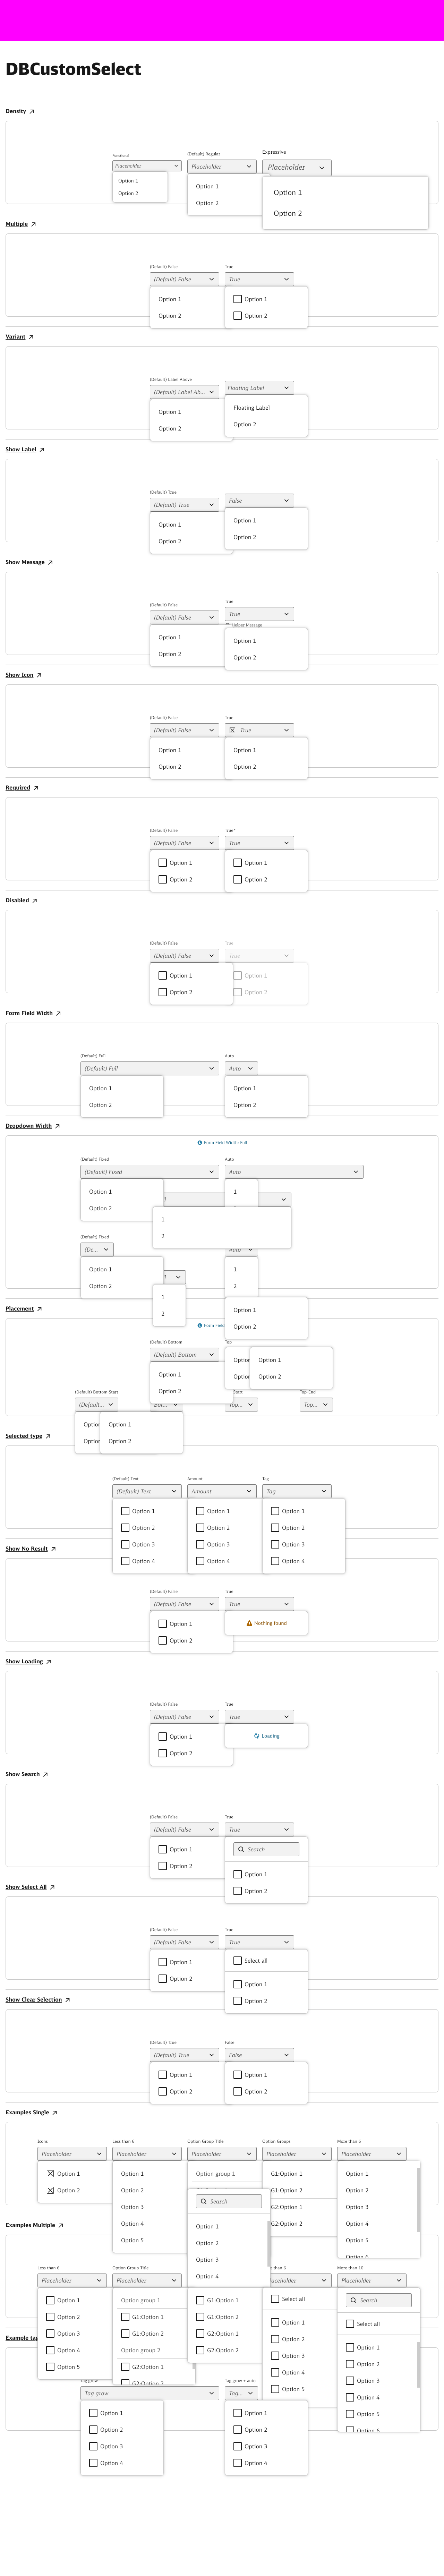 DBCustomSelect
Density
Functional
(Default) Regular
Expressive
Placeholder
Placeholder
Placeholder
Option 1
Option 2
Option 1
Option 2
Option 1
Option 2
Multiple
(Default) False
True
(Default) False
True
Option 1
Option 1
Option 2
Option 2
Variant
(Default) Label Above
(Default) Label Ab...
Floating Label
Option 1
Floating Label
Option 2
Option 2
Show Label
(Default) True
(Default) True
False
Option 1
Option 1
Option 2
Option 2
Show Message
(Default) False
True
(Default) False
True
Helper Message
Option 1
Option 1
Option 2
Option 2
Show Icon
(Default) False
True
(Default) False
True
Option 1
Option 1
Option 2
Option 2
Required
(Default) False
True*
(Default) False
True
Option 1
Option 1
Option 2
Option 2
Disabled
(Default) False
True
(Default) False
True
Option 1
Option 1
Option 2
Option 2
Form Field Width
(Default) Full
Auto
(Default) Full
Auto
Option 1
Option 1
Option 2
Option 2
Dropdown Width
Form Field Width: Full
(Default) Fixed
Auto
(Default) Fixed
Auto
Option 1
1
Option 2
1
2
(Default) Fixed
(De...
Auto
Option 1
1
Option 2
2
1
2
Option 1
Option 2
Placement
Form Field
(Default) Bottom
Top
(Default) Bottom
Option 1
Option 1
Option 2
Option 2
(Default) Bottom Start
Start
Top End
(Default...
Bot...
Top...
Top...
Option 1
Option 2
Selected type
(Default) Text
Amount
Tag
(Default) Text
Amount
Tag
Option 1
Option 1
Option 1
Option 2
Option 2
Option 2
Option 3
Option 3
Option 3
Option 4
Option 4
Option 4
Show No Result
(Default) False
True
(Default) False
True
Option 1
Nothing found
Option 2
Show Loading
(Default) False
True
(Default) False
True
Option 1
Loading
Option 2
Show Search
(Default) False
True
(Default) False
True
Option 1
Search
Option 2
Option 1
Option 2
Show Select All
(Default) False
True
(Default) False
True
Option 1
Select all
Option 2
Option 1
Option 2
Show Clear Selection
(Default) True
False
(Default) True
False
Option 1
Option 1
Option 2
Option 2
Examples Single
Icons
Less than 6
Option Group Title
Option Groups
More than 6
Placeholder
Placeholder
Placeholder
Placeholder
Placeholder
Option 1
Option 1
Option group 1
G1:Option 1
Option 1
Option 2
Option 2
Option 2
Search
Option 3
G2:Option 1
Option 3
Option 4
Option 1
G2:Option 2
Option 4
Option 5
Option 2
Option 5
Option 3
Option 6
Option 4
Examples Multiple
Less than 6
Option Group Title
More than 10
Placeholder
Placeholder
Placeholder
Placeholder
Option 1
Option group 1
G1:Option 1
Select all
Search
Option 2
G1:Option 1
G1:Option 2
Option 1
Select all
Option 3
G1:Option 2
G2:Option 1
Option 2
Option 1
Option 4
Option group 2
G2:Option 2
Option 3
Option 2
Option 5
G2:Option 1
Option 4
Option 3
G2:Option 2
Option 5
Option 4
Option 5
Option 6
Example tag
Tag grow
Tag grow + auto
Tag grow
Tag...
Option 1
Option 1
Option 2
Option 2
Option 3
Option 3
Option 4
Option 4